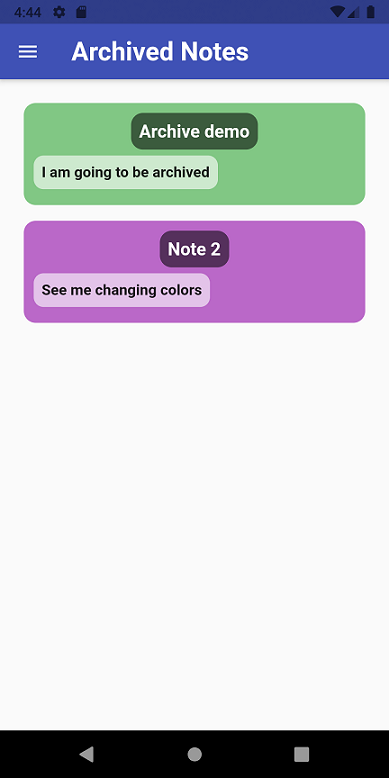 4:44
Archived Notes
Archive demo
I am going to be archived
Note 2
See me changing colors